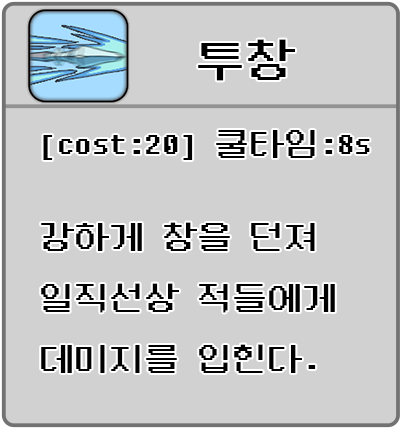 투창
[cost:20] 쿨타임:8s
강하게 창을 던져
일직선상 적들에게
데미지를 입힌다.